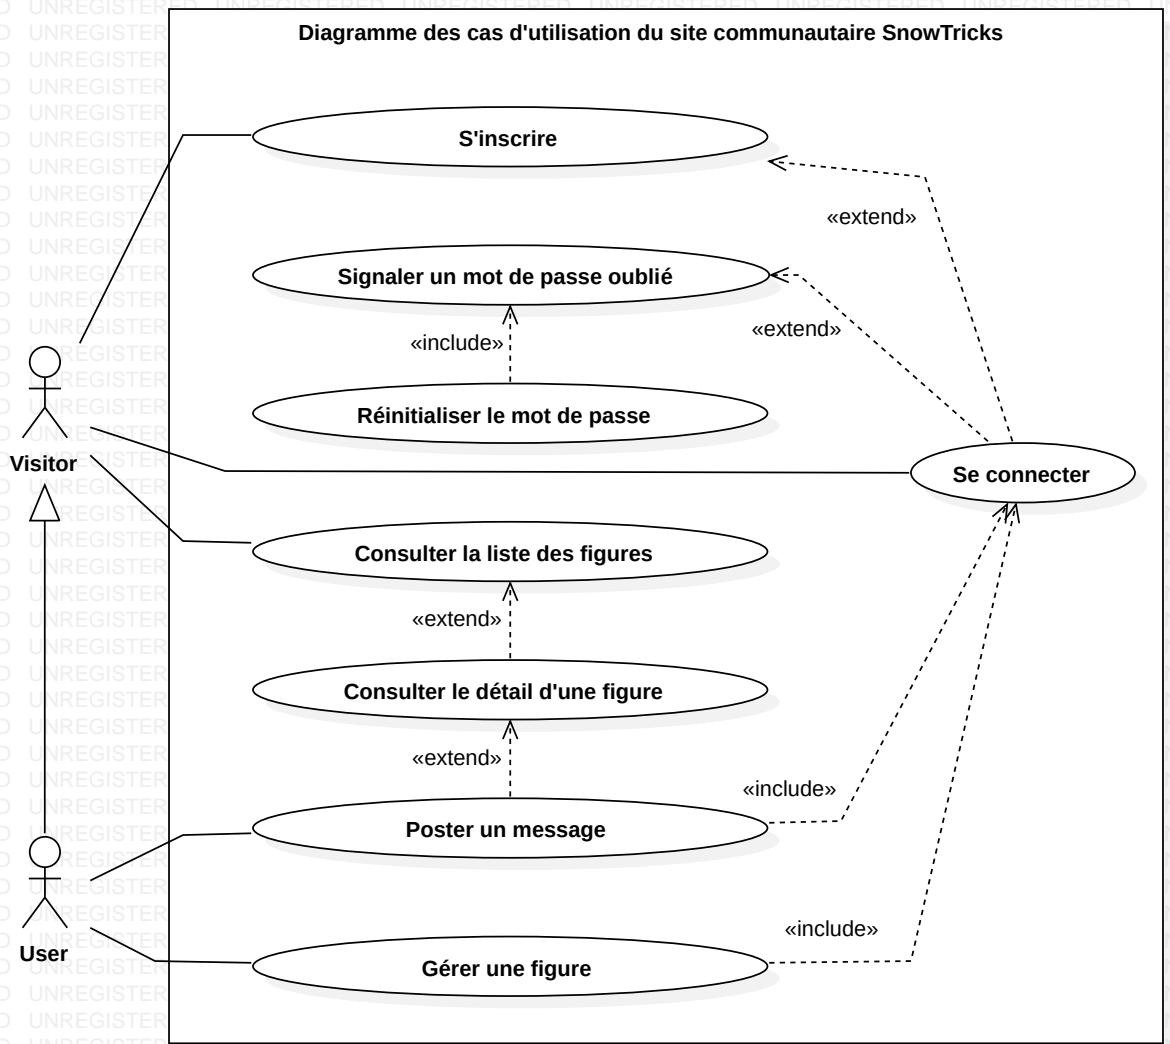 Diagramme des cas d'utilisation du site communautaire SnowTricks
S'inscrire
«extend»
Signaler un mot de passe oublié
«extend»
«include»
Réinitialiser le mot de passe
Visitor
Se connecter
Consulter la liste des figures
«extend»
Consulter le détail d'une figure
«extend»
«include»
Poster un message
«include»
User
Gérer une figure
UNREGISTERED